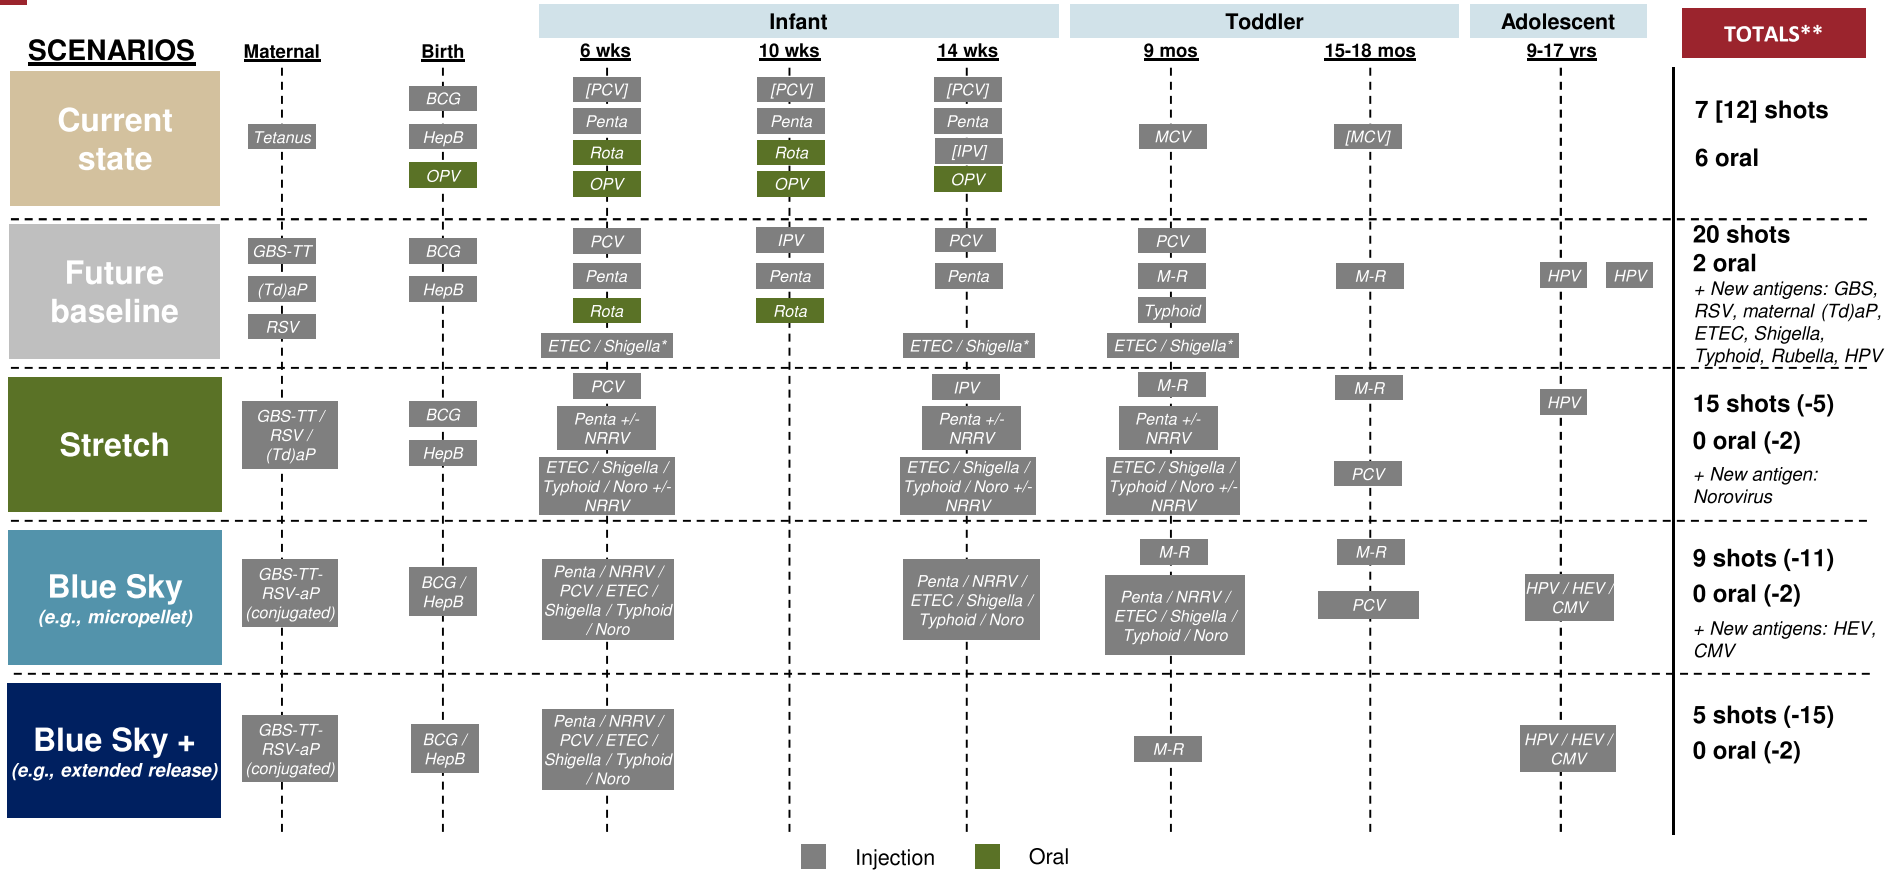 Infant
Toddler
Adolescent
TOTALS**
SCENARIOS
Maternal
Birth
6 wks
10 wks
14 wks
9 mos
15-18 mos
9-17 yrs
Current
state
Tetanus
BCG
HepB
OPV
[PCV]
Penta
Rota
OPV
[PCV]
Penta
Rota
OPV
[PCV]
Penta
[IPV]
OPV
MCV
[MCV]
7 [12] shots
6 oral
Future
baseline
GBS-TT
(Td)aP
RSV
BCG
HepB
PCV
Penta
Rota
ETEC / Shigella*
IPV
Penta
Rota
PCV
Penta
ETEC / Shigella*
PCV
M-R
Typhoid
ETEC / Shigella*
M-R
HPV
HPV
20 shots
2 oral
+ New antigens: GBS,
RSV, maternal (Td)aP,
ETEC, Shigella,
Typhoid, Rubella, HPV
Stretch
GBS-TT /
RSV /
(Td)aP
BCG
HepB
PCV
Penta +/-
NRRV
ETEC / Shigella /
Typhoid / Noro +/-
NRRV
IPV
Penta +/-
NRRV
ETEC / Shigella /
Typhoid / Noro +/-
NRRV
M-R
Penta +/-
NRRV
ETEC / Shigella /
Typhoid / Noro +/-
NRRV
M-R
PCV
HPV
15 shots (-5)
0 oral (-2)
+ New antigen:
Norovirus
Blue Sky
(e.g., micropellet)
GBS-TT-
RSV-aP
(conjugated)
BCG /
HepB
Penta / NRRV /
PCV / ETEC /
Shigella / Typhoid
/ Noro
Penta / NRRV /
ETEC / Shigella /
Typhoid / Noro
M-R
Penta / NRRV /
ETEC / Shigella /
Typhoid / Noro
M-R
PCV
HPV / HEV /
CMV
9 shots (-11)
0 oral (-2)
+ New antigens: HEV,
CMV
Blue Sky +
(e.g., extended release)
GBS-TT-
RSV-aP
(conjugated)
BCG /
HepB
Penta / NRRV /
PCV / ETEC /
Shigella / Typhoid
/ Noro
M-R
HPV / HEV /
CMV
5 shots (-15)
0 oral (-2)
Injection
Oral